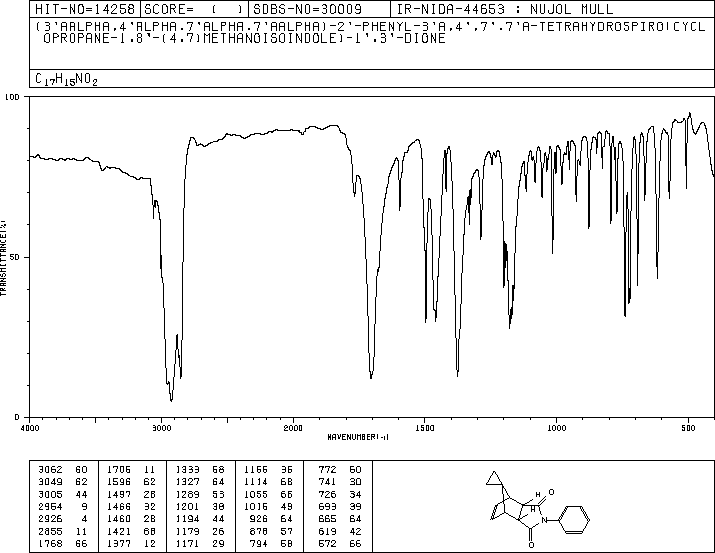 HIT-NO=14258 SCORE= ( ) SDBS-NO=30009 IR-NIDA-44653 : NUJOL MULL
(3'AALPHA,4'ALPHA,7'ALPHA,7'AALPHA)-2'-PHENYL-3'A,4',7',7'A-TETRAHYDROSPIRO(CYCL
OPROPANE-1,8'-(4,7)METHANOISOINDOLE)-1',3'-DIONE
C17H15NO2
100
TRANSMITTANCE(%)
50
0
4000 3000 2000 1500 1000 500
WAVENUMBER(-1)
3062 60 1706 11 1333 68 1166 35 772 60
3049 62 1596 62 1327 64 1114 68 741 30
3005 44 1497 28 1289 53 1055 66 726 34
2954 9 1466 32 1201 38 1016 49 693 39
2926 4 1460 28 1194 44 926 64 665 64
2855 11 1421 68 1179 26 878 57 619 42
1768 66 1377 12 1171 29 794 58 572 66
H O
H N
O